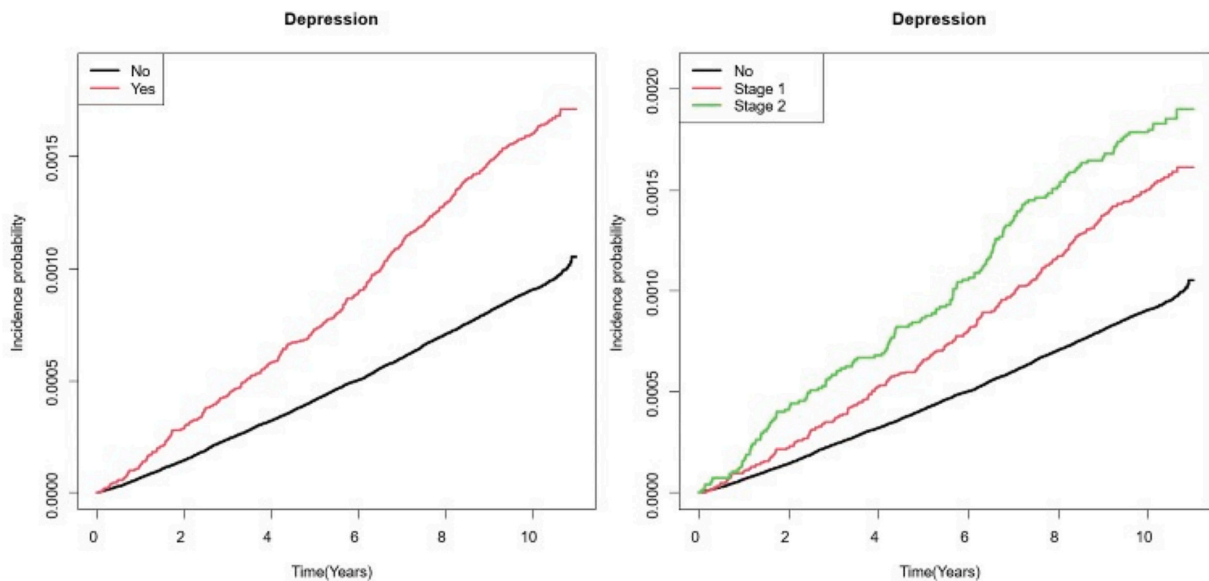 Depression
No
Yes
Incidence probability
0.0015
0.0010
0.0005
0.0000
0 2 4 6 8 10
Time(Years)
Depression
No
Stage 1
Stage 2
Incidence probability
0.0020
0.0015
0.0010
0.0005
0.0000
0 2 4 6 8 10
Time(Years)